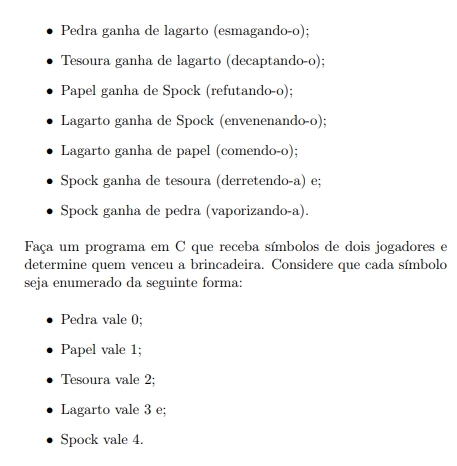 • Pedra ganha de lagarto (esmagando-o);
• Tesoura ganha de lagarto (decaptando-o);
• Papel ganha de Spock (refutando-o);
• Lagarto ganha de Spock (envenenando-o);
• Lagarto ganha de papel (comendo-o);
• Spock ganha de tesoura (derretendo-a) e;
• Spock ganha de pedra (vaporizando-a).
Faça um programa em C que receba símbolos de dois jogadores e
determine quem venceu a brincadeira. Considere que cada símbolo
seja enumerado da seguinte forma:
• Pedra vale 0;
• Papel vale 1;
• Tesoura vale 2;
• Lagarto vale 3 e;
• Spock vale 4.